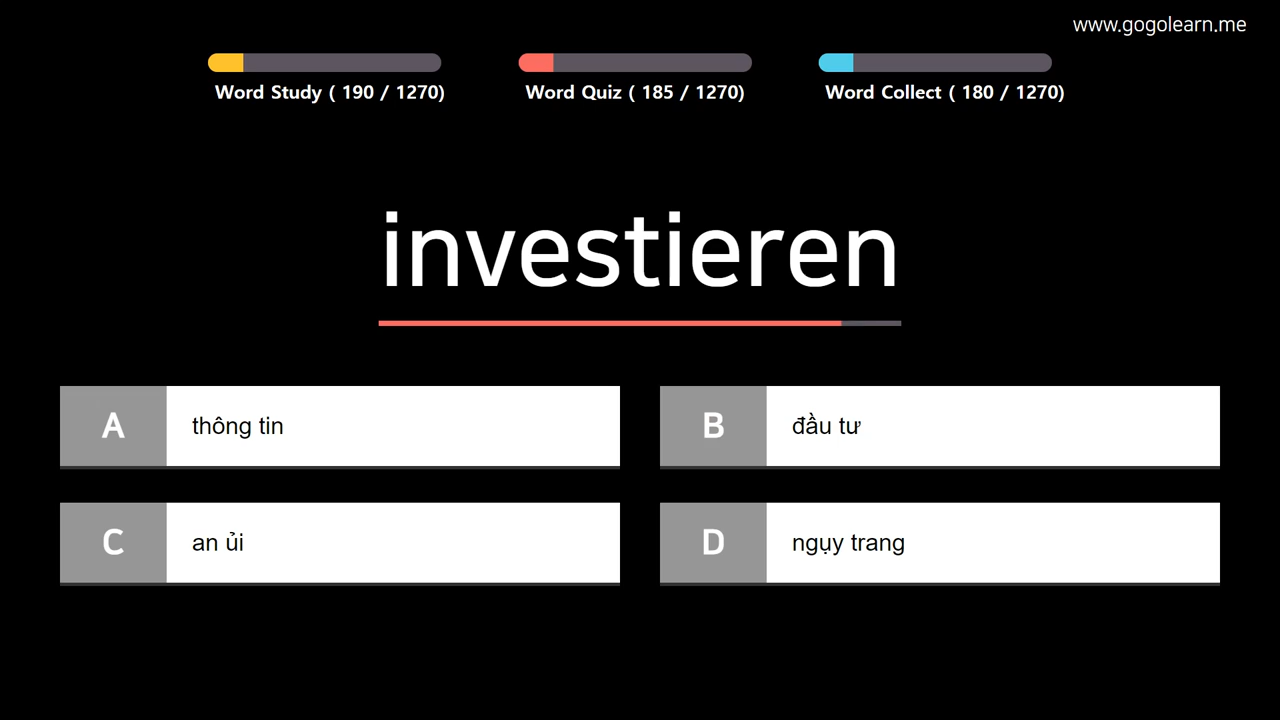 www.gogolearn.me
Word Study ( 190 / 1270)
Word Quiz ( 185 / 1270)
Word Collect ( 180 / 1270)
investieren
A thông tin
B đầu tư
C an ủi
D ngụy trang